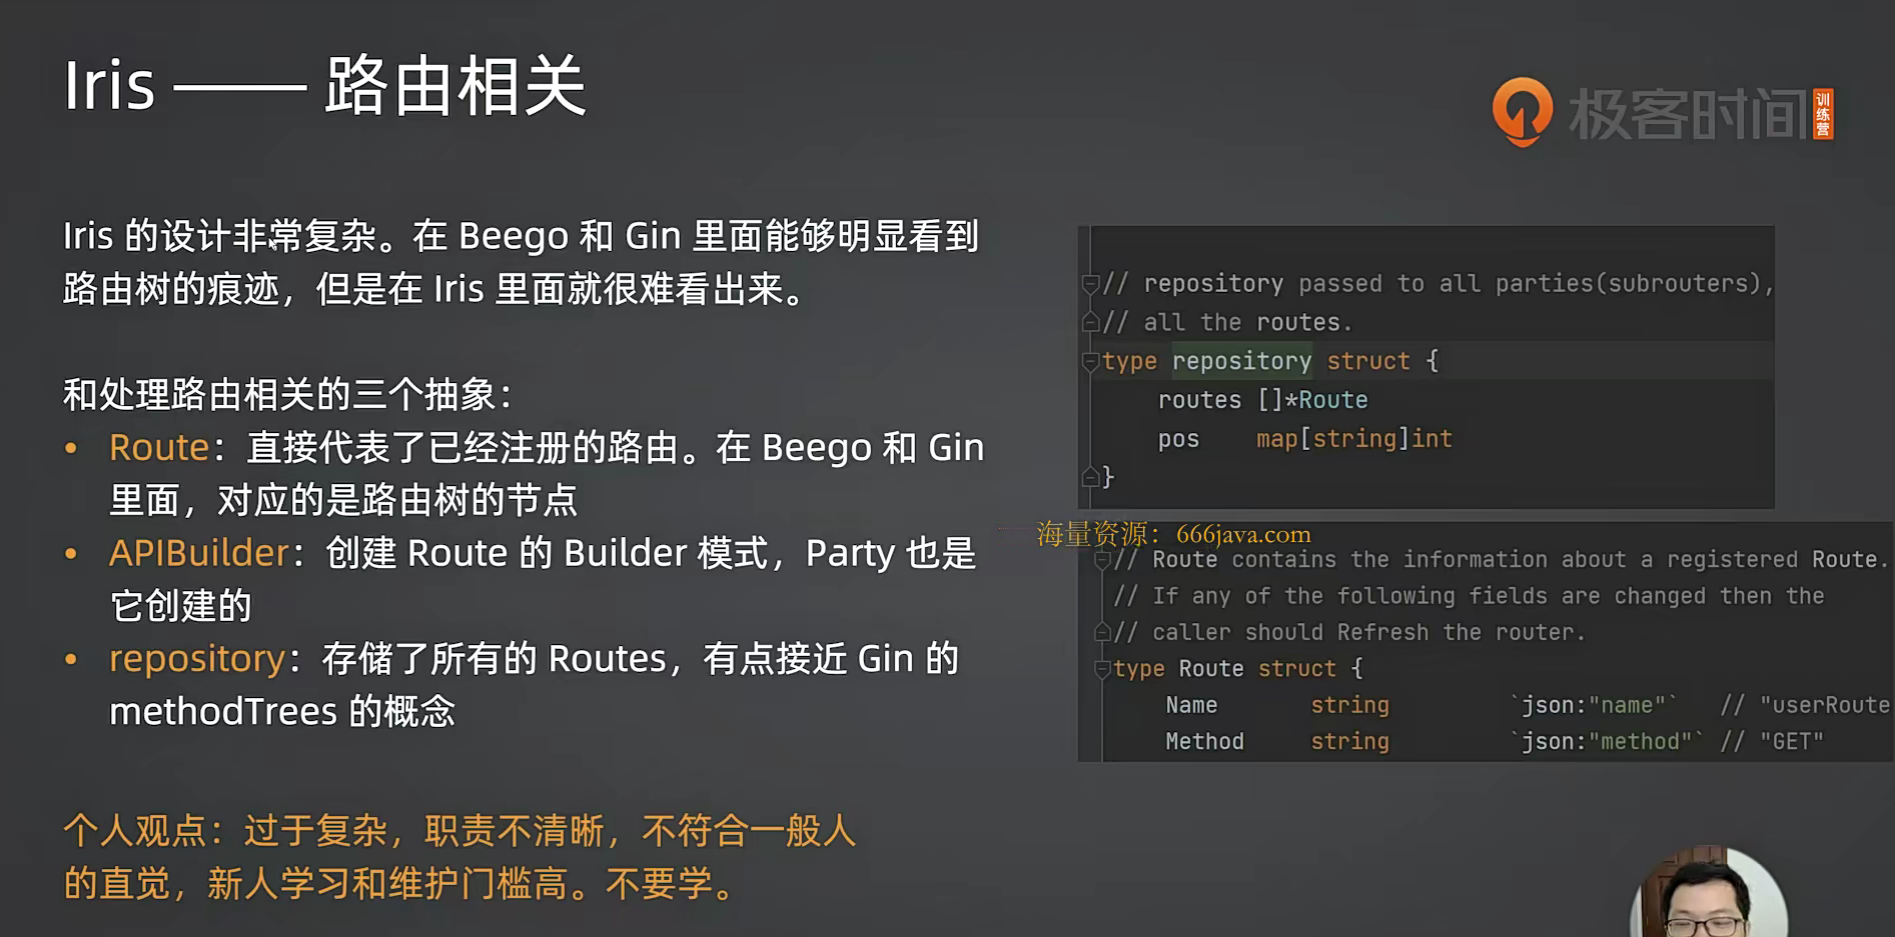 Iris —— 路由相关
极客时间
训练营
Iris 的设计非常复杂。在 Beego 和 Gin 里面能够明显看到
路由树的痕迹，但是在 Iris 里面就很难看出来。
和处理路由相关的三个抽象：
• Route：直接代表了已经注册的路由。在 Beego 和 Gin
里面，对应的是路由树的节点
• APIBuilder：创建 Route 的 Builder 模式，Party 也是
它创建的
• repository：存储了所有的 Routes，有点接近 Gin 的
methodTrees 的概念
个人观点：过于复杂，职责不清晰，不符合一般人
的直觉，新人学习和维护门槛高。不要学。
// repository passed to all parties(subrouters),
// all the routes.
type repository struct {
routes []*Route
pos map[string]int
}
海量资源：666java.com
// Route contains the information about a registered Route.
// If any of the following fields are changed then the
// caller should Refresh the router.
type Route struct {
Name string `json:"name"` // "userRoute
Method string `json:"method"` // "GET"